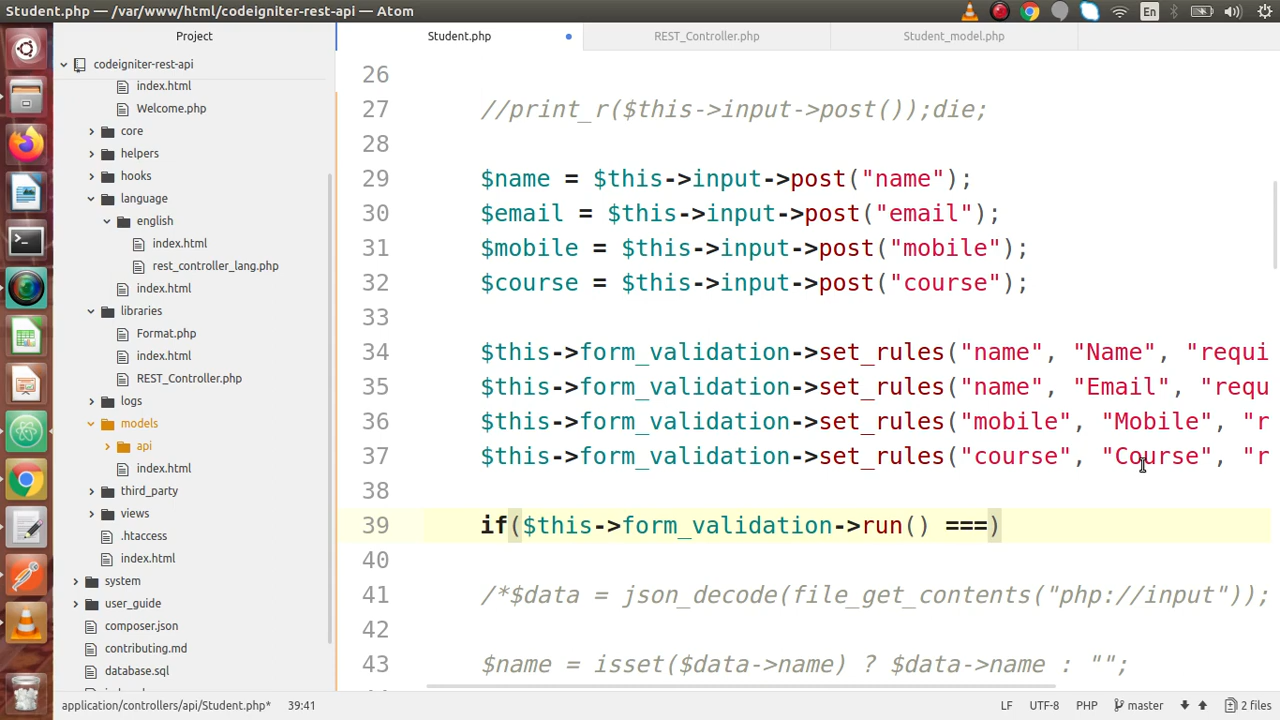 Student.php — /var/www/html/codeigniter-rest-api — Atom
En
Project
codeigniter-rest-api
index.html
Welcome.php
core
helpers
hooks
language
english
index.html
rest_controller_lang.php
index.html
libraries
Format.php
index.html
REST_Controller.php
logs
models
api
index.html
third_party
views
.htaccess
index.html
system
user_guide
composer.json
contributing.md
database.sql
Student.php
REST_Controller.php
Student_model.php
26
27 //print_r($this->input->post());die;
28
29 $name = $this->input->post("name");
30 $email = $this->input->post("email");
31 $mobile = $this->input->post("mobile");
32 $course = $this->input->post("course");
33
34 $this->form_validation->set_rules("name", "Name", "requi
35 $this->form_validation->set_rules("name", "Email", "requ
36 $this->form_validation->set_rules("mobile", "Mobile", "r
37 $this->form_validation->set_rules("course", "Course", "r
38
39 if($this->form_validation->run() ===)
40
41 /*$data = json_decode(file_get_contents("php://input"));
42
43 $name = isset($data->name) ? $data->name : "";
application/controllers/api/Student.php* 39:41
LF UTF-8 PHP master 2 files